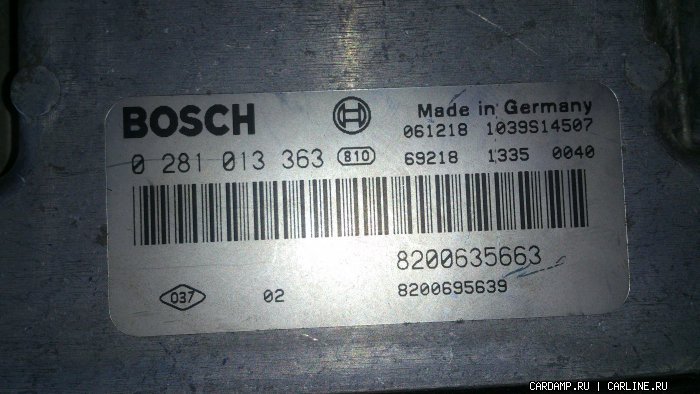 BOSCH Made in Germany
061218 1039S14507
0 281 013 363 810 69218 1335 0040
8200635663
037 02 8200695639
CARDAMP.RU | CARLINE.RU